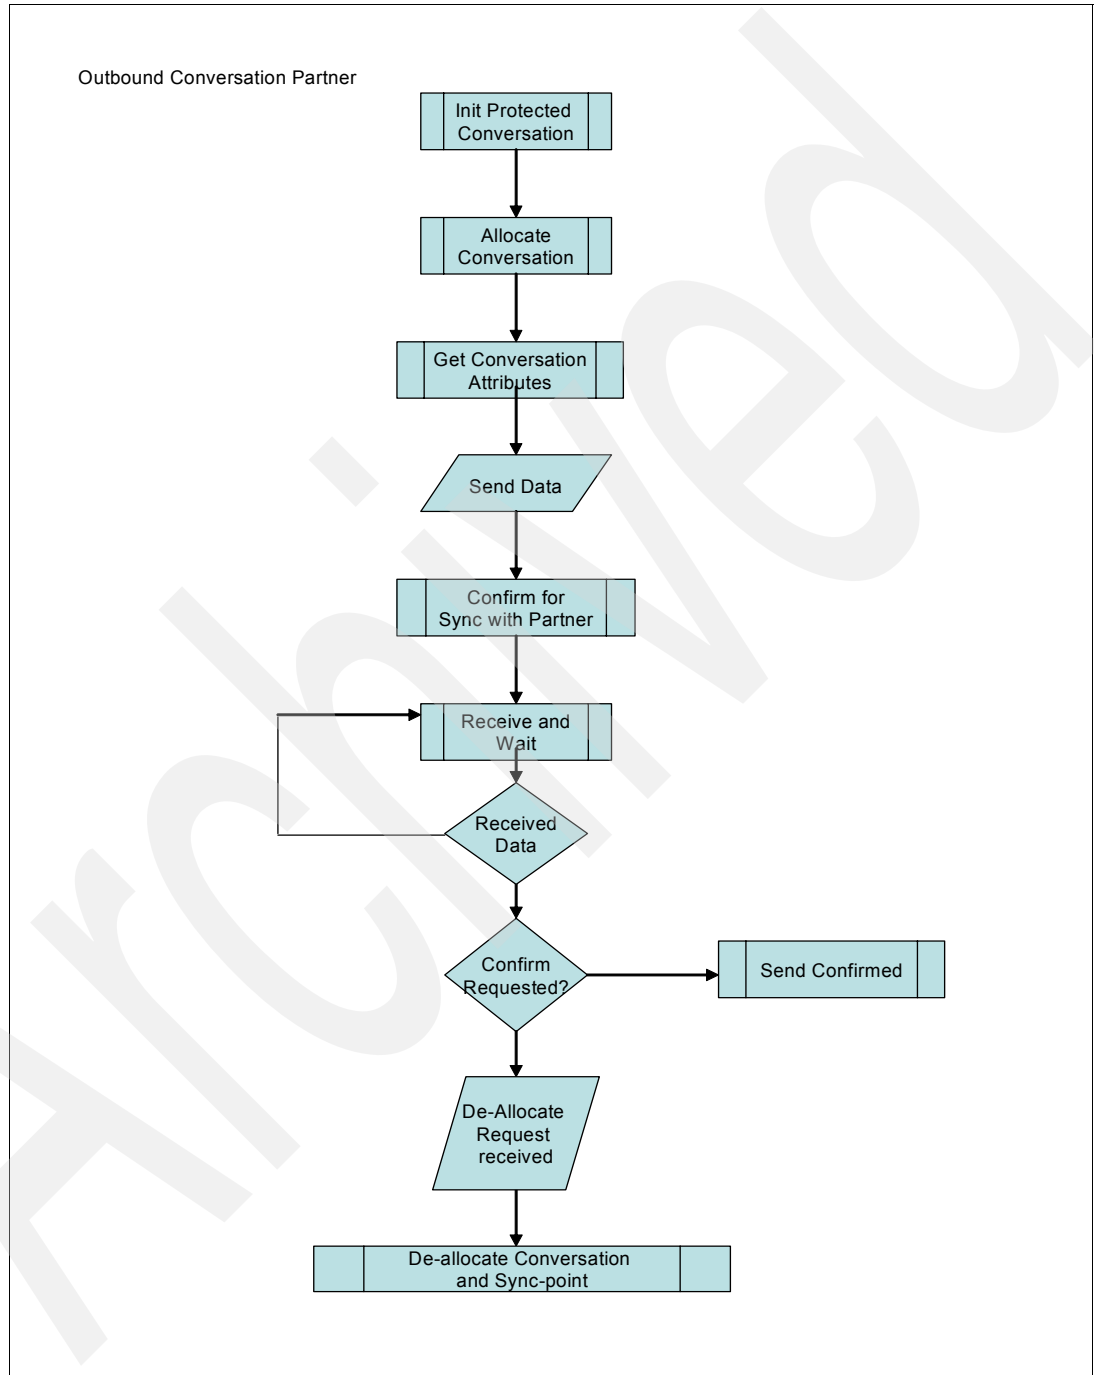 Outbound Conversation Partner
Init Protected
Conversation
Allocate
Conversation
Get Conversation
Attributes
Send Data
Confirm for
Sync with Partner
Receive and
Wait
Received
Data
Confirm
Requested?
Send Confirmed
De-Allocate
Request
received
De-allocate Conversation
and Sync-point
Archived